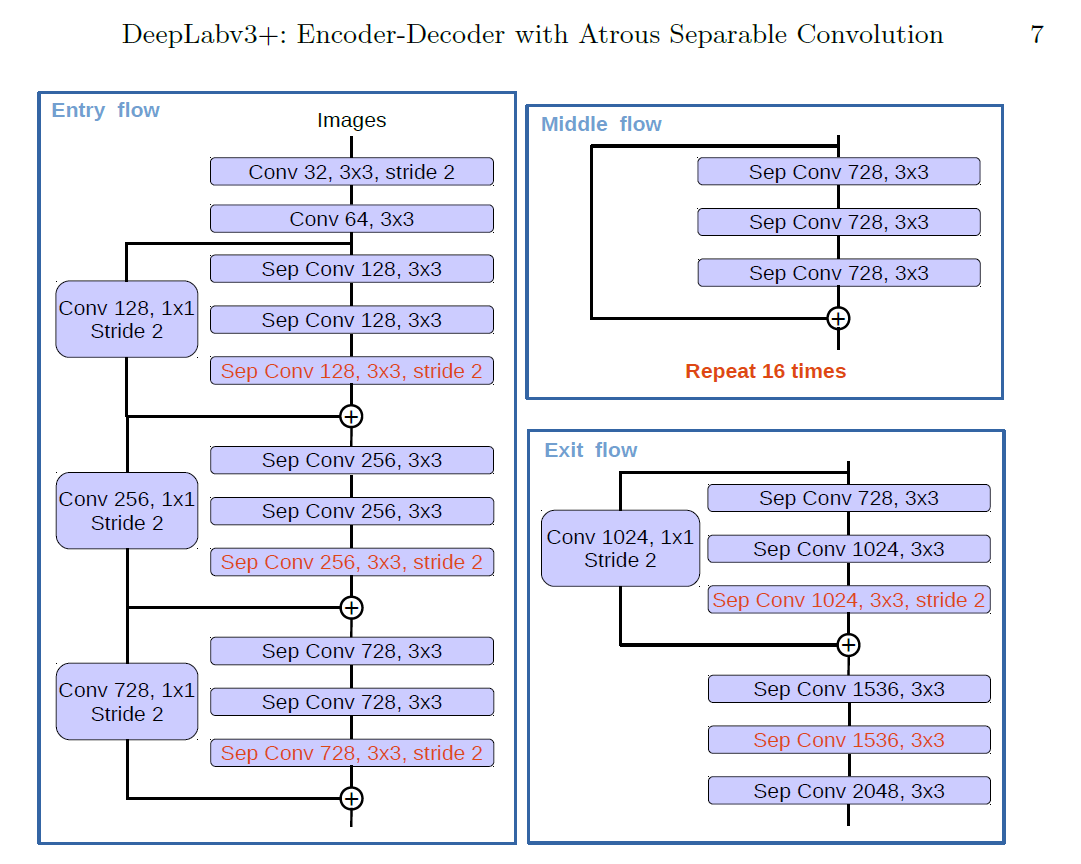 DeepLabv3+: Encoder-Decoder with Atrous Separable Convolution 7
Entry flow
Images
Conv 32, 3x3, stride 2
Conv 64, 3x3
Sep Conv 128, 3x3
Conv 128, 1x1
Stride 2
Sep Conv 128, 3x3
Sep Conv 128, 3x3, stride 2
+
Sep Conv 256, 3x3
Conv 256, 1x1
Stride 2
Sep Conv 256, 3x3
Sep Conv 256, 3x3, stride 2
+
Sep Conv 728, 3x3
Conv 728, 1x1
Stride 2
Sep Conv 728, 3x3
Sep Conv 728, 3x3, stride 2
+
Middle flow
Sep Conv 728, 3x3
Sep Conv 728, 3x3
Sep Conv 728, 3x3
+
Repeat 16 times
Exit flow
Sep Conv 728, 3x3
Conv 1024, 1x1
Stride 2
Sep Conv 1024, 3x3
Sep Conv 1024, 3x3, stride 2
+
Sep Conv 1536, 3x3
Sep Conv 1536, 3x3
Sep Conv 2048, 3x3